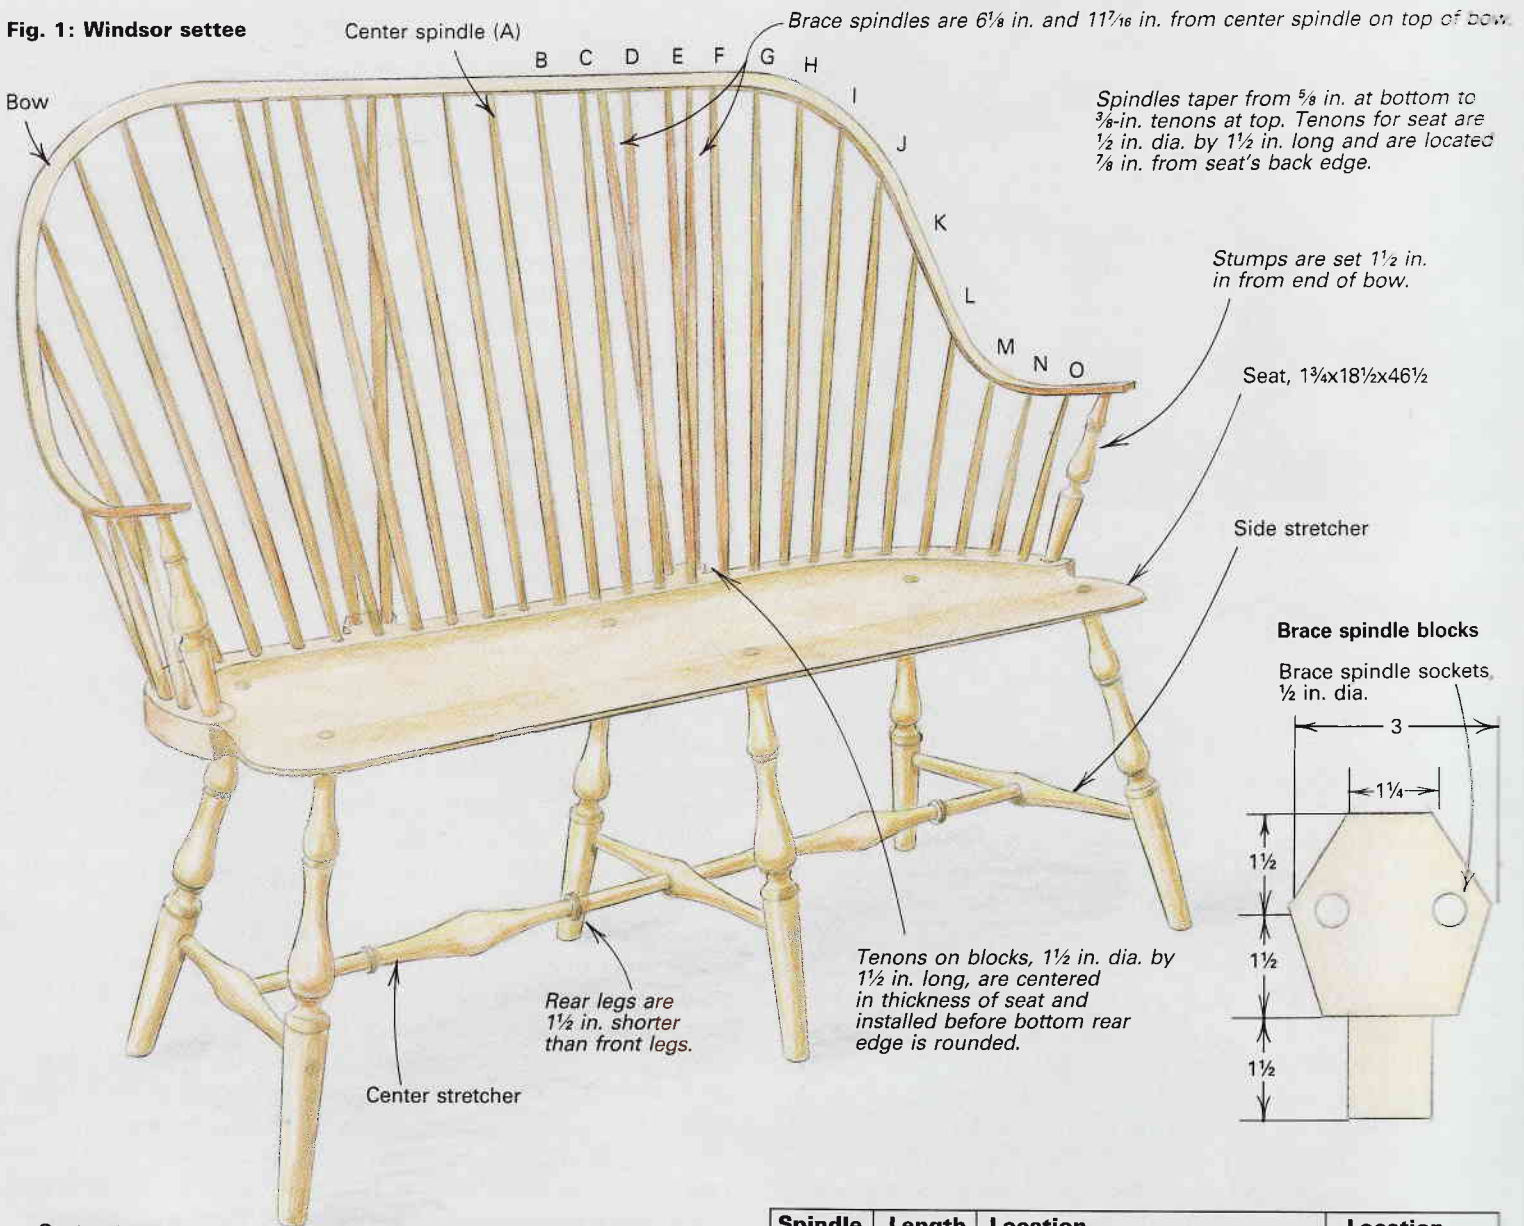 Fig. 1: Windsor settee
Center spindle (A)
Brace spindles are 6⅛ in. and 11⁷⁄₁₆ in. from center spindle on top of bow.
B C D E F G H I J K L M N O
Bow
Spindles taper from ⅝ in. at bottom to
⅜-in. tenons at top. Tenons for seat are
½ in. dia. by 1½ in. long and are located
⅞ in. from seat's back edge.
Stumps are set 1½ in.
in from end of bow.
Seat, 1¾x18½x46½
Side stretcher
Brace spindle blocks
Brace spindle sockets,
½ in. dia.
3
1¼
1½
1½
1½
Tenons on blocks, 1½ in. dia. by
1½ in. long, are centered
in thickness of seat and
installed before bottom rear
edge is rounded.
Rear legs are
1½ in. shorter
than front legs.
Center stretcher
Spindle Length Location Location